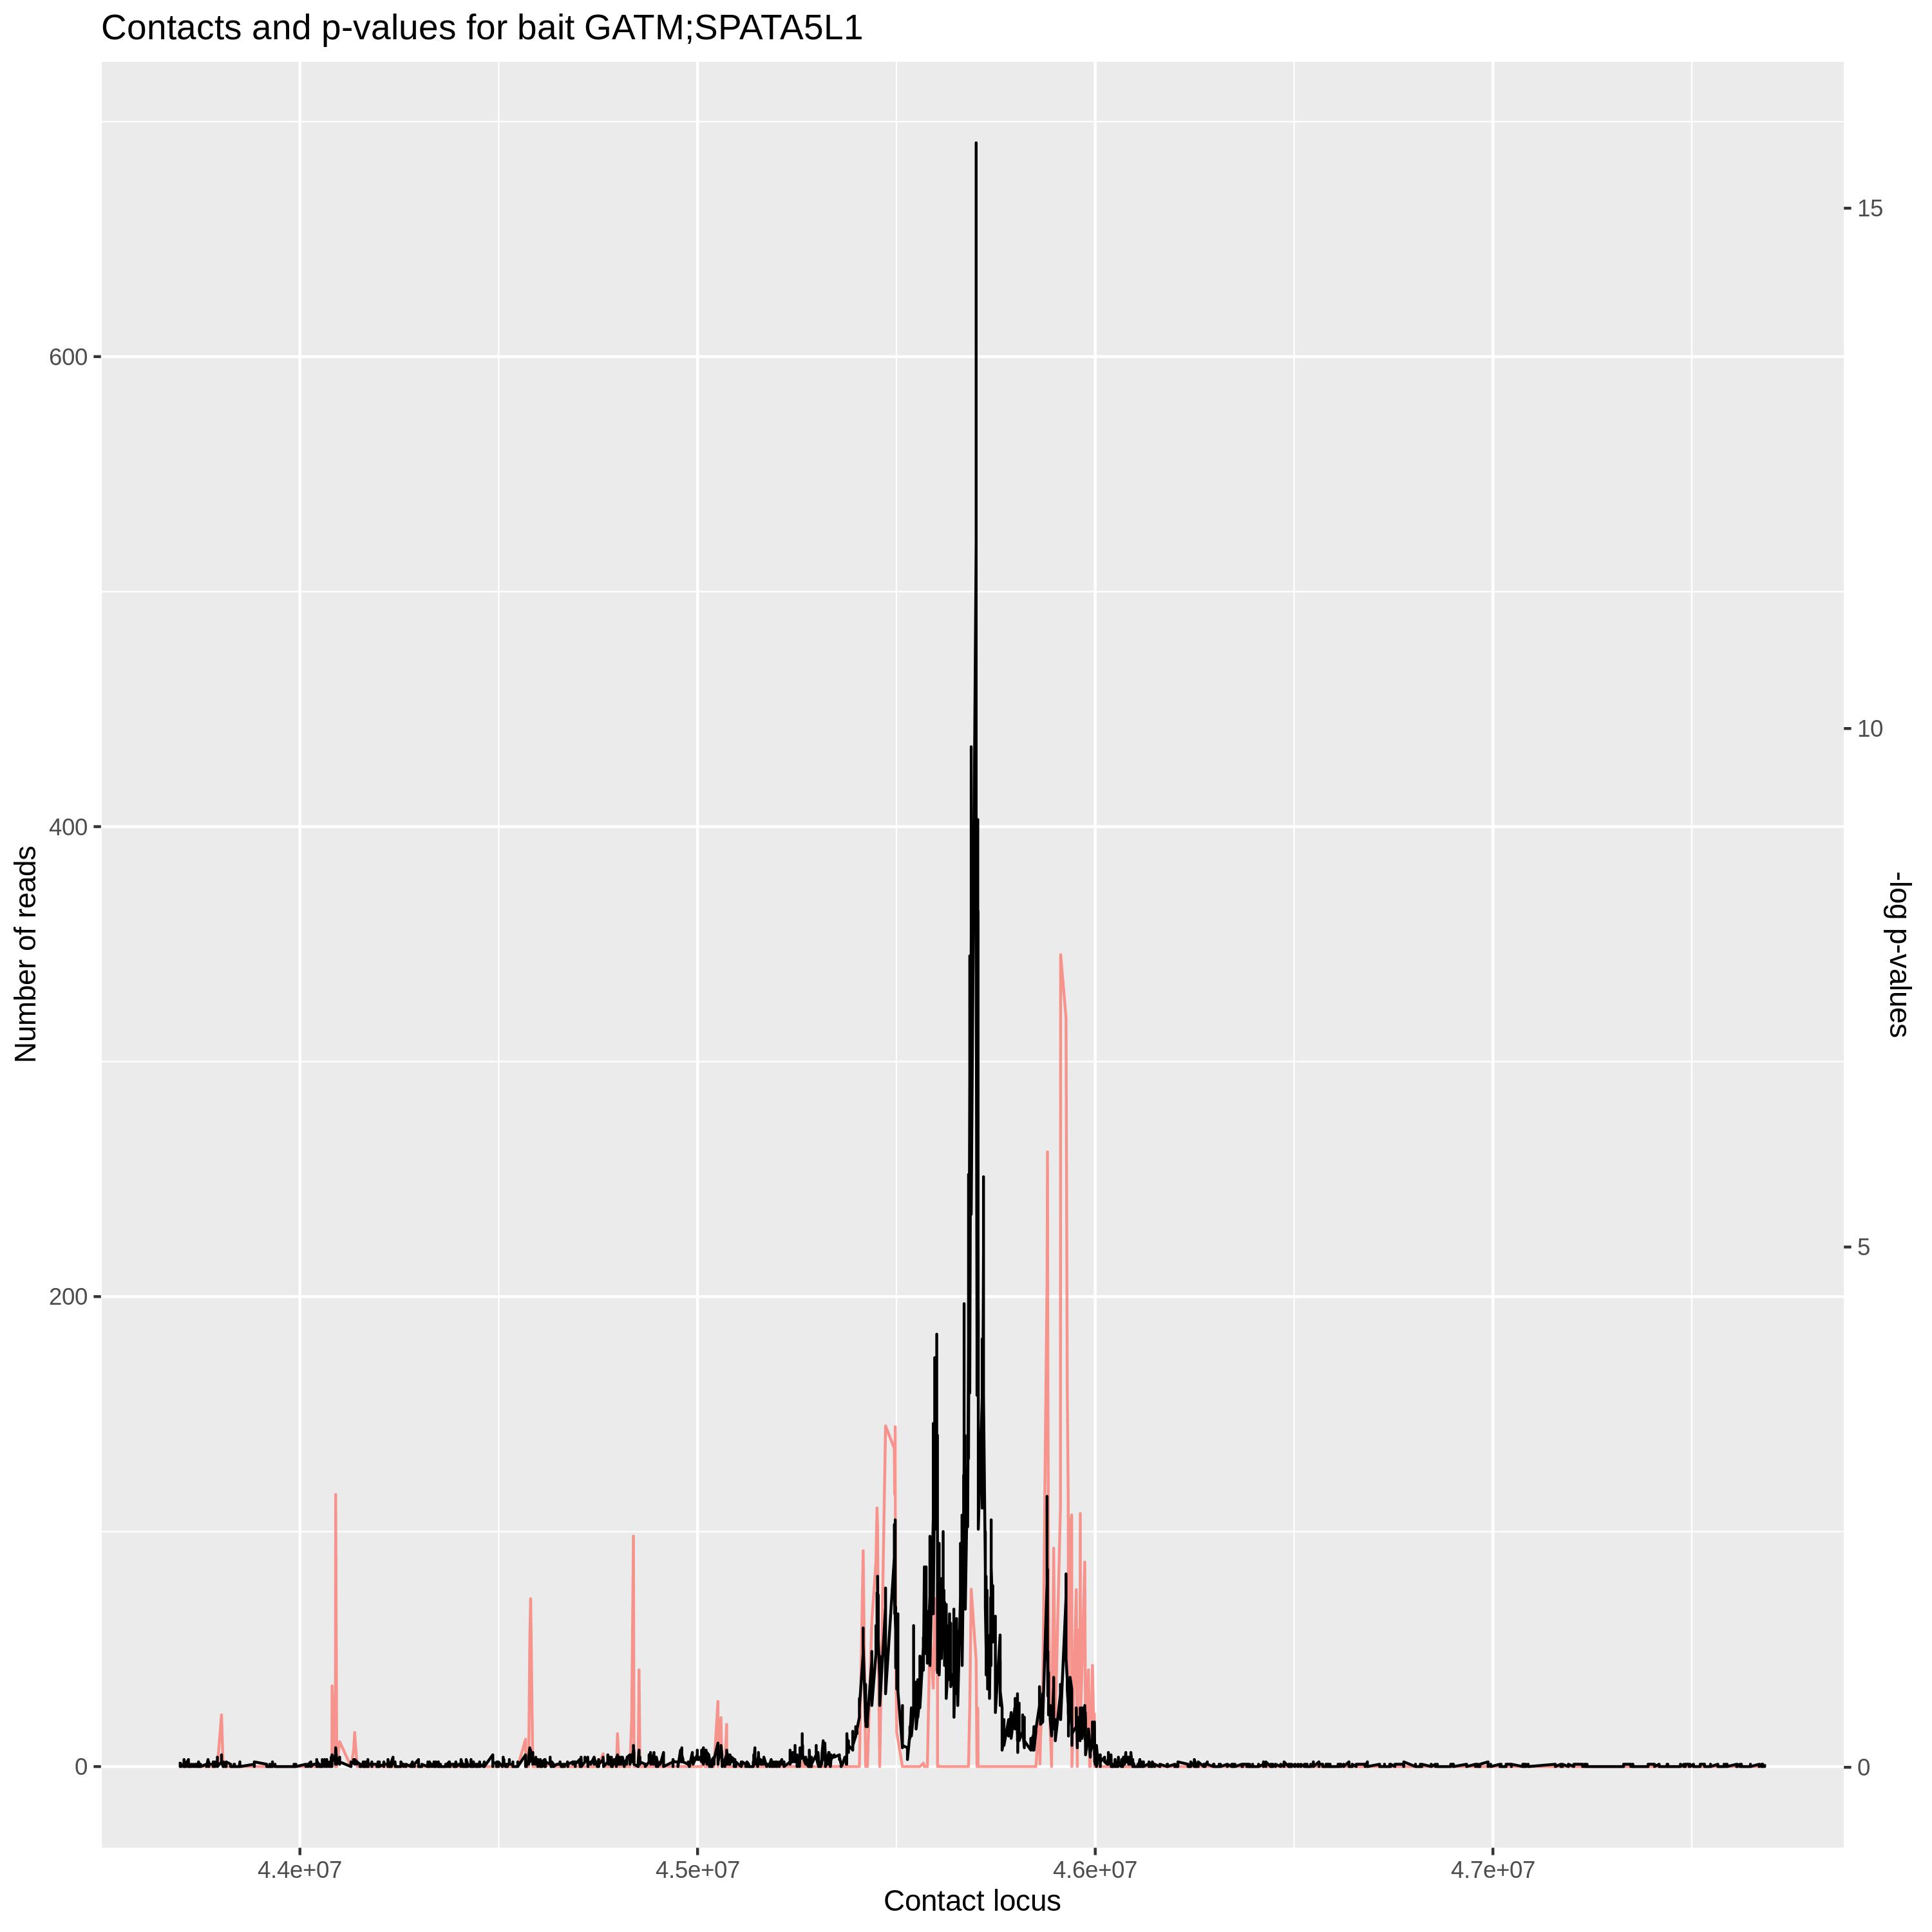 Contacts and p-values for bait GATM;SPATA5L1
600
400
200
0
15
10
5
0
Number of reads
-log p-values
4.4e+07 4.5e+07 4.6e+07 4.7e+07
Contact locus